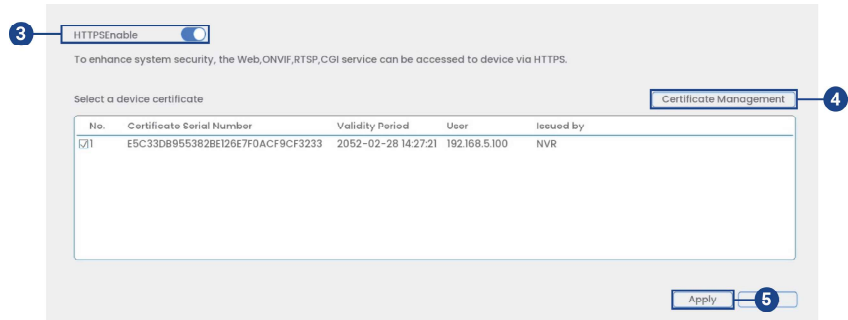 3 HTTPSEnable
To enhance system security, the Web,ONVIF,RTSP,CGI service can be accessed to device via HTTPS.
Select a device certificate Certificate Management 4
No. Certificate Serial Number Validity Period User Issued by
1 E5C33DB955382BE126E7F0ACF9CF3233 2052-02-28 14:27:21 192.168.5.100 NVR
Apply 5